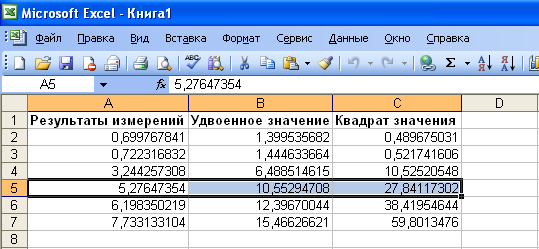 Microsoft Excel - Книга1
Файл Правка Вид Вставка Формат Сервис Данные Окно Справка
A5 fx 5,27647354
A B C
1 Результаты измерений Удвоенное значение Квадрат значения
2 0,699767841 1,399535682 0,489675031
3 0,722316832 1,444633664 0,521741606
4 3,244257308 6,488514615 10,52520548
5 5,27647354 10,55294708 27,84117302
6 6,198350219 12,39670044 38,41954644
7 7,733133104 15,46626621 59,8013476
8